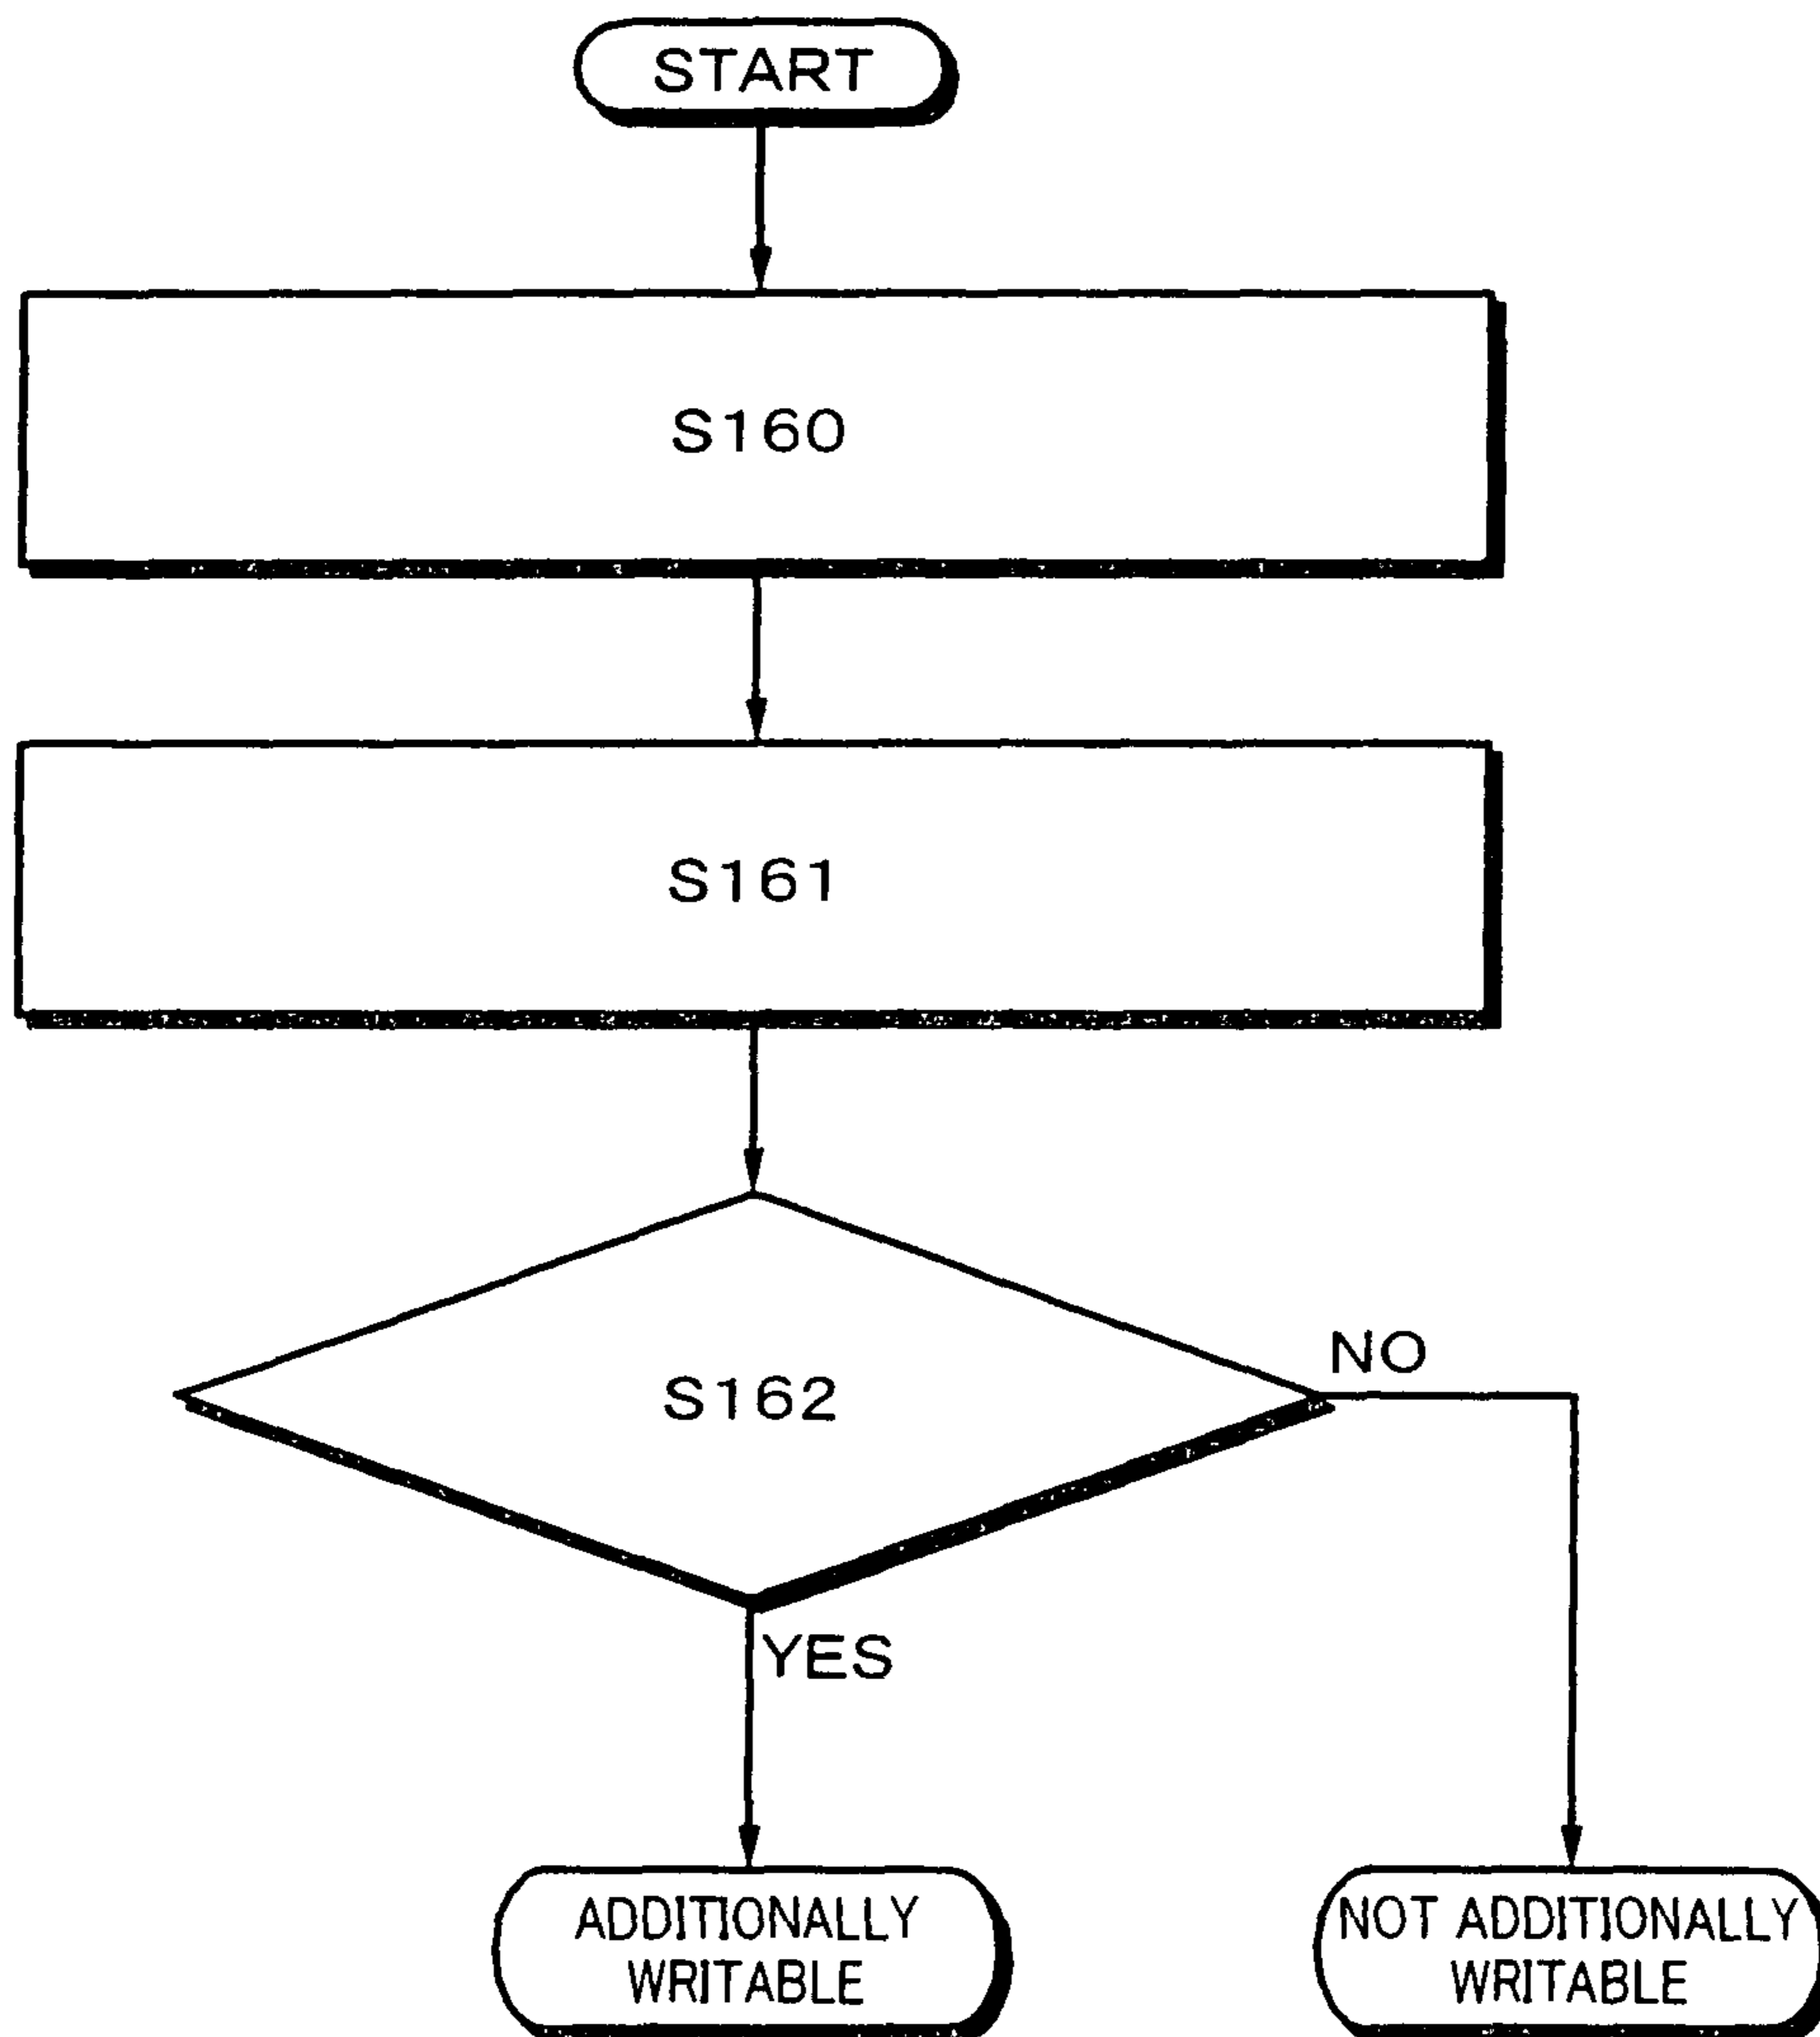 START
S160
S161
S162
NO
YES
ADDITIONALLY
WRITABLE
NOT ADDITIONALLY
WRITABLE